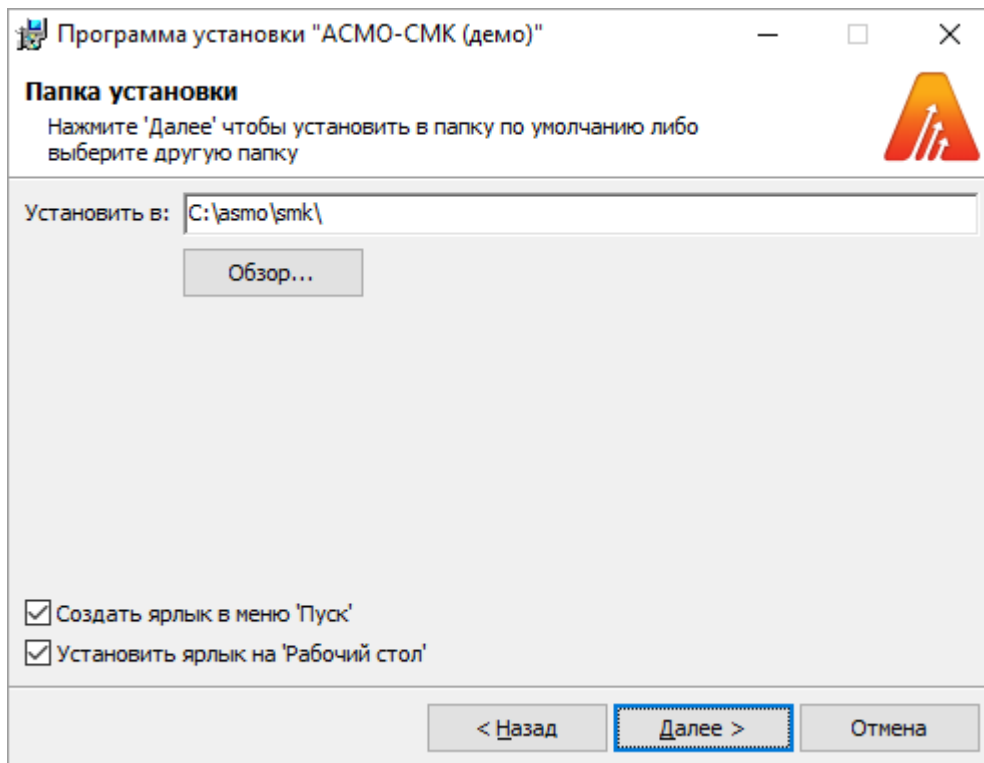 Программа установки "АСМО-СМК (демо)"
Папка установки
Нажмите 'Далее' чтобы установить в папку по умолчанию либо
выберите другую папку
Установить в: C:\asmo\smk\
Обзор...
Создать ярлык в меню 'Пуск'
Установить ярлык на 'Рабочий стол'
< Назад Далее > Отмена